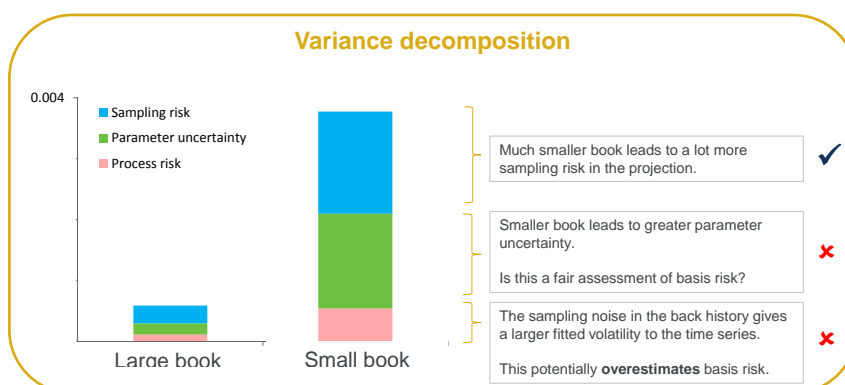 Variance decomposition
0.004
Sampling risk
Parameter uncertainty
Process risk
Large book
Small book
Much smaller book leads to a lot more
sampling risk in the projection.
Smaller book leads to greater parameter
uncertainty.
Is this a fair assessment of basis risk?
The sampling noise in the back history gives
a larger fitted volatility to the time series.
This potentially overestimates basis risk.